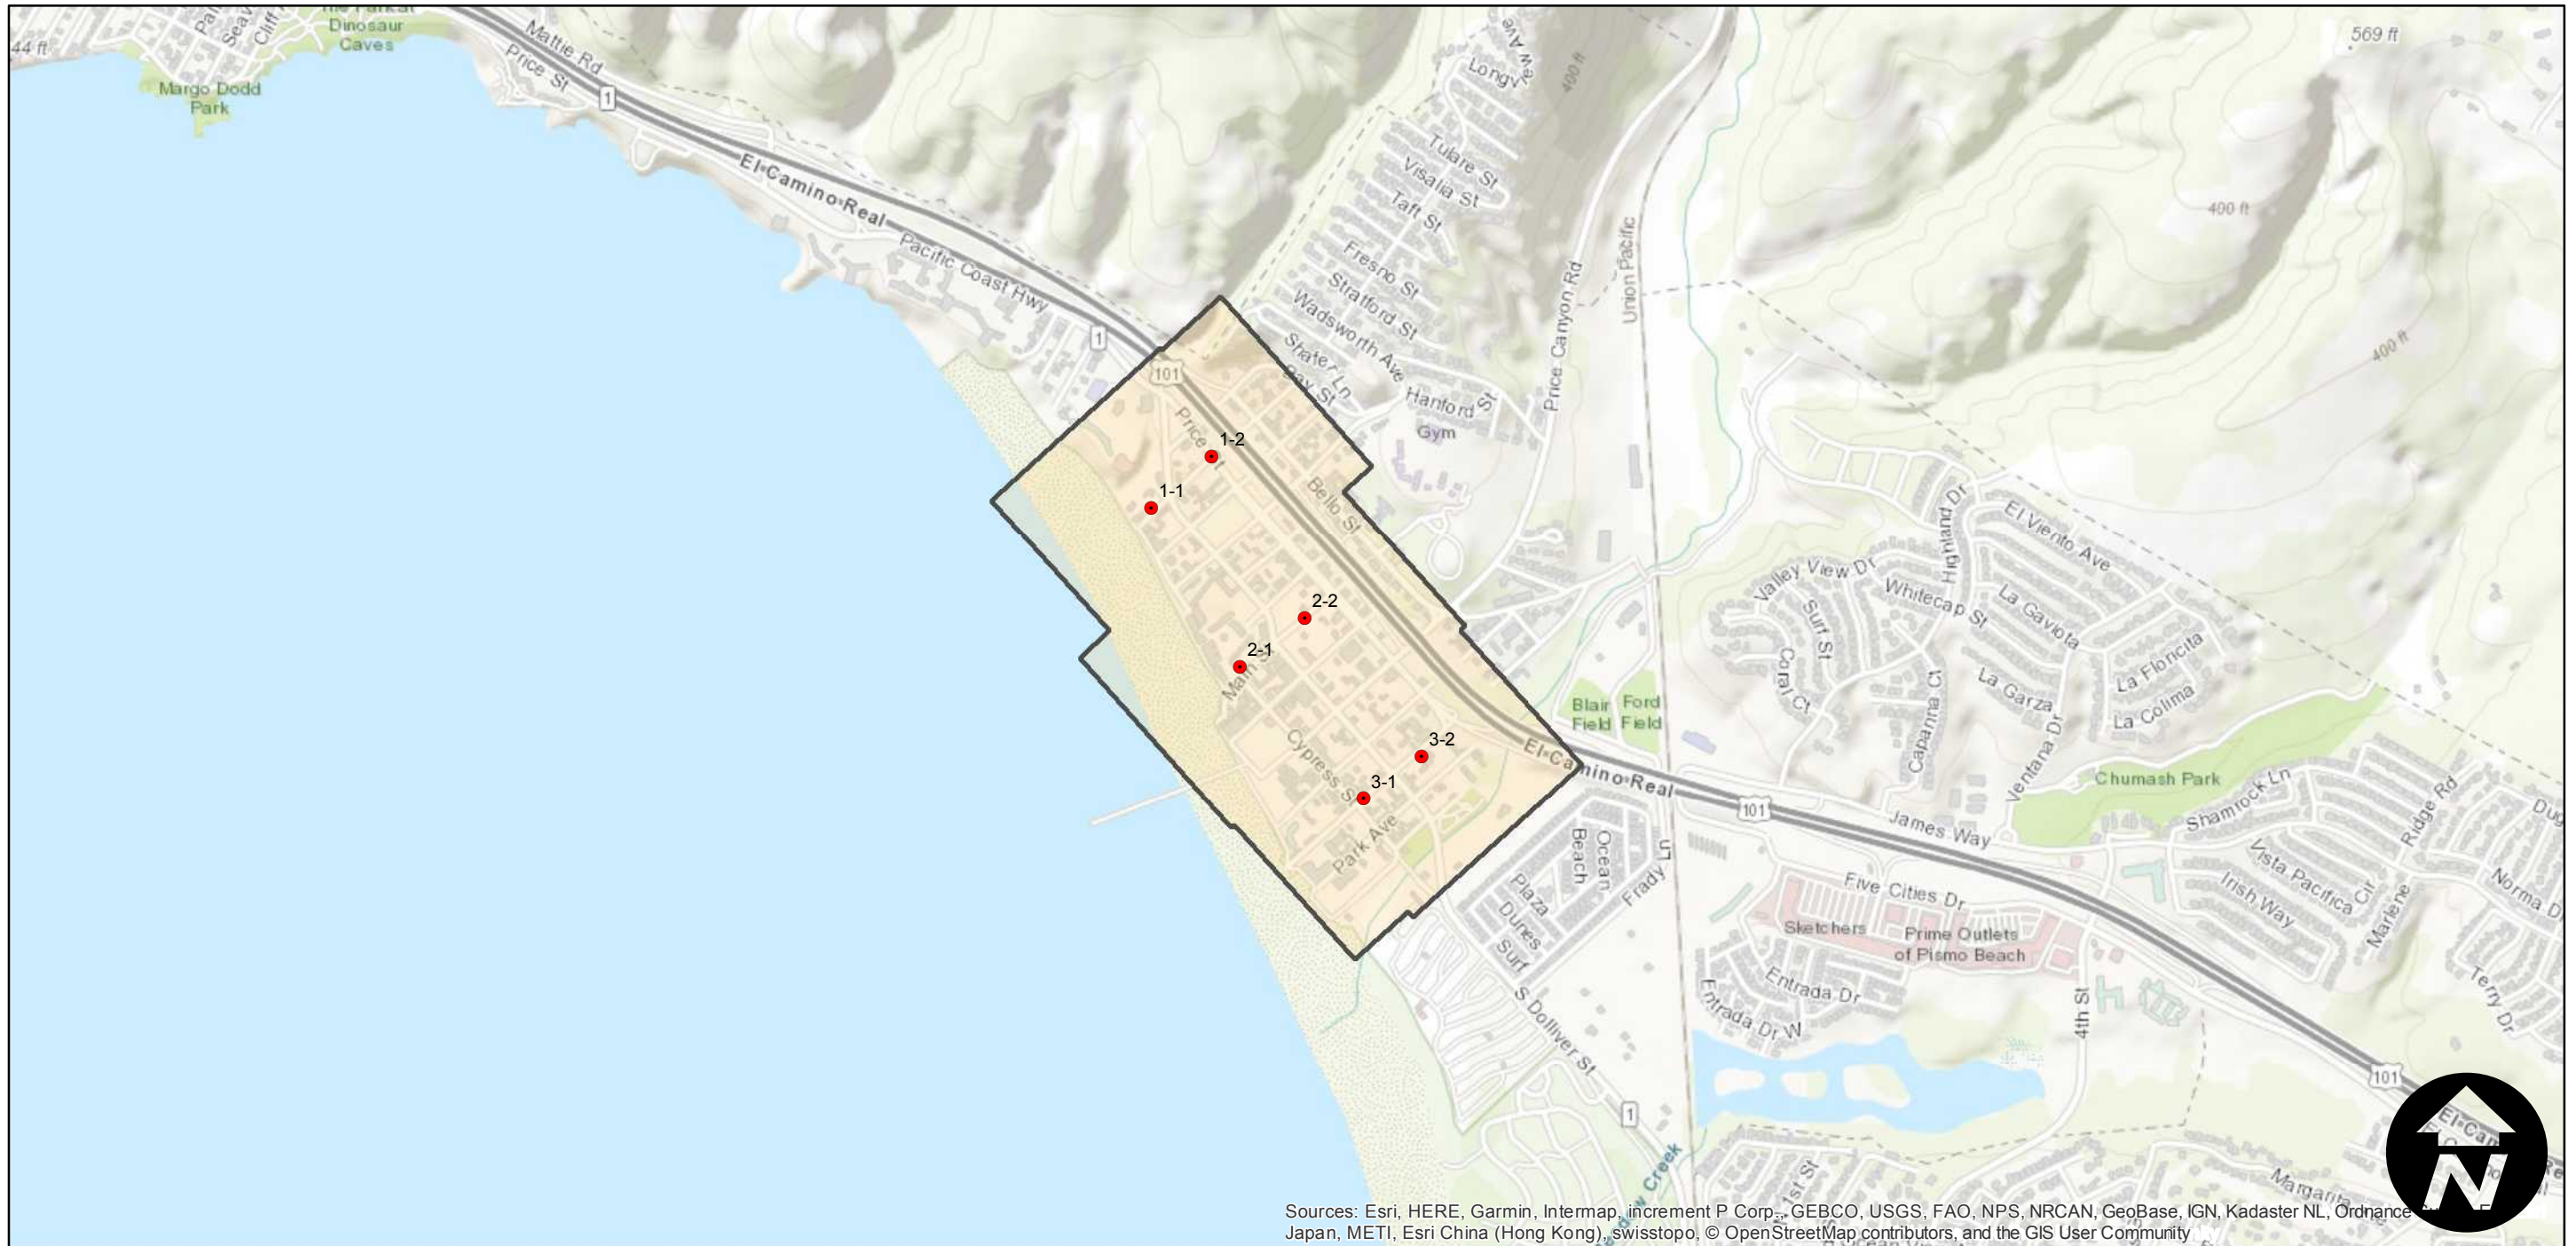 Dinosaur
Caves
44 ft
Margo Dodd
Park
Mattie Rd
Price St
1
El Camino Real
Pacific Coast Hwy
1
101
569 ft
400 ft
400 ft
400 ft
Tulare St
Visalia St
Taft St
Fresno St
Stratford St
Wadsworth Ave
Hanford St
Gym
Price Canyon Rd
Union Pacific
Price
1-2
1-1
Bello St
2-2
2-1
3-2
3-1
Cypress S
Park Ave
El Camino Real
101
Blair
Field
Ford
Field
Highland Dr
El Viento Ave
Valley View Dr
Whitecap St
Surf St
Coral Ct
La Gaviota
La Floricita
La Garza
La Colima
Capanna Ct
Ventana Dr
Chumash Park
James Way
Shamrock Ln
Ridge Rd
Vista Pacifica Cir
Irish Way
Marlene
Norma D
Terry Dr
Five Cities Dr
Sketchers
Prime Outlets
of Pismo Beach
Entrada Dr
Entrada Dr W
4th St
Ocean
Beach
Plaza
Dunes
Surf
Frady Ln
S Dolliver St
1
101
N
1st St
Sources: Esri, HERE, Garmin, Intermap, increment P Corp., GEBCO, USGS, FAO, NPS, NRCAN, GeoBase, IGN, Kadaster NL, Ordnance
Japan, METI, Esri China (Hong Kong), swisstopo, © OpenStreetMap contributors, and the GIS User Community